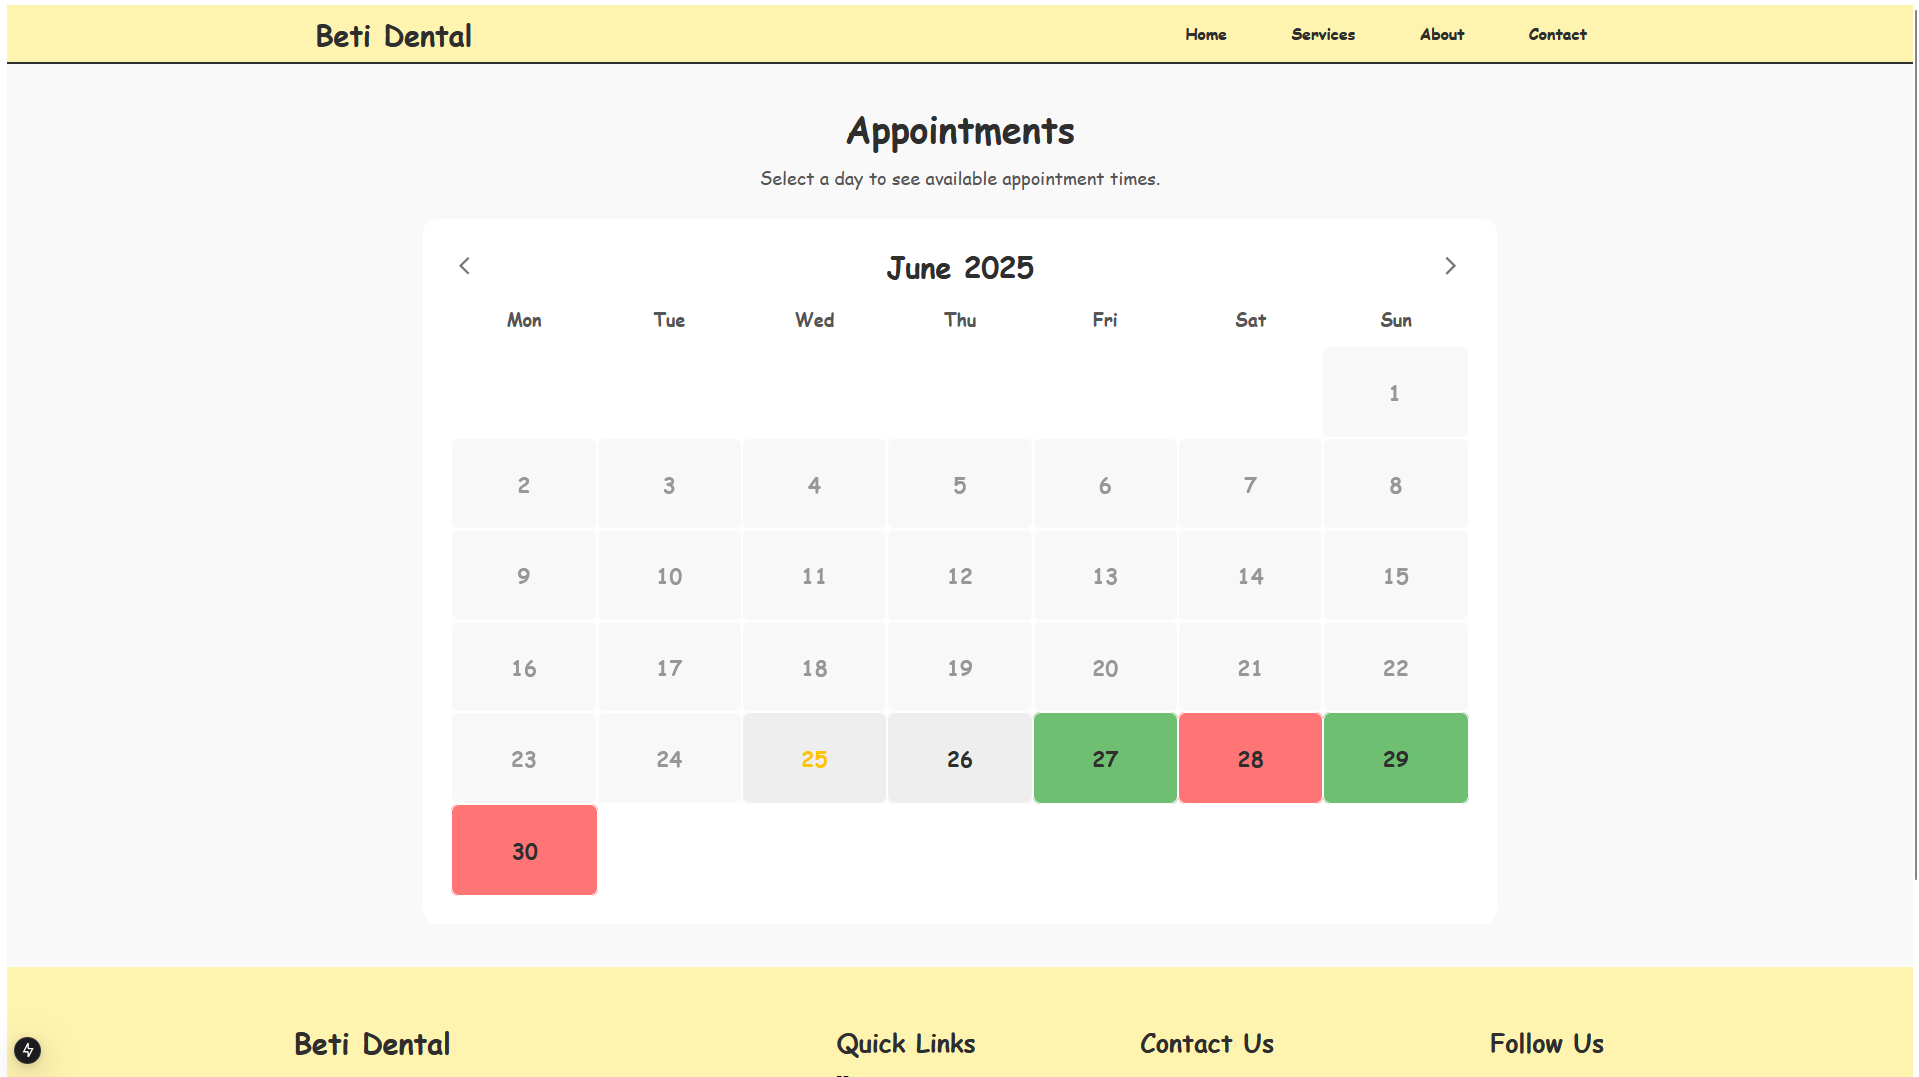 Beti Dental Home Services About Contact
Appointments
Select a day to see available appointment times.
June 2025
Mon Tue Wed Thu Fri Sat Sun
1
2 3 4 5 6 7 8
9 10 11 12 13 14 15
16 17 18 19 20 21 22
23 24 25 26 27 28 29
30
Beti Dental Quick Links Contact Us Follow Us